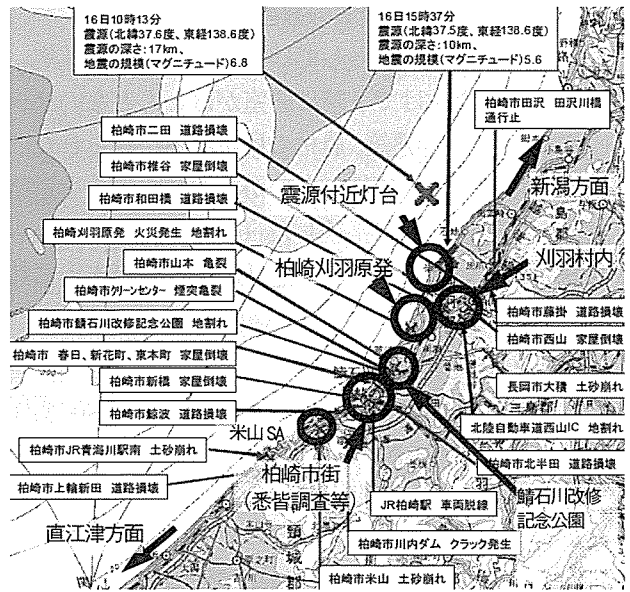 16日10時13分
震源(北緯37.6度、東経138.6度)
震源の深さ:17km、
地震の規模(マグニチュード)6.8
16日15時37分
震源(北緯37.5度、東経138.6度)
震源の深さ:10km、
地震の規模(マグニチュード)5.6
柏崎市田沢 田沢川橋
通行止
柏崎市二田 道路損壊
柏崎市椎谷 家屋倒壊
柏崎市和田橋 道路損壊
柏崎刈羽原発 火災発生 地割れ
柏崎市山本 亀裂
柏崎市クリーンセンター 煙突亀裂
柏崎市鯖石川改修記念公園 地割れ
柏崎市 春日、新花町、東本町 家屋倒壊
柏崎市新橋 家屋倒壊
柏崎市鯨波 道路損壊
柏崎市JR青海川駅南 土砂崩れ
柏崎市上輪新田 道路損壊
震源付近灯台
柏崎刈羽原発
新潟方面
刈羽村内
柏崎市藤掛 道路損壊
柏崎市西山 家屋倒壊
長岡市大積 土砂崩れ
北陸自動車道西山IC 地割れ
柏崎市北半田 道路損壊
米山SA
柏崎市街
(悉皆調査等)
鯖石川改修
記念公園
JR柏崎駅 車両脱線
柏崎市川内ダム クラック発生
柏崎市米山 土砂崩れ
直江津方面
頸
城
郡